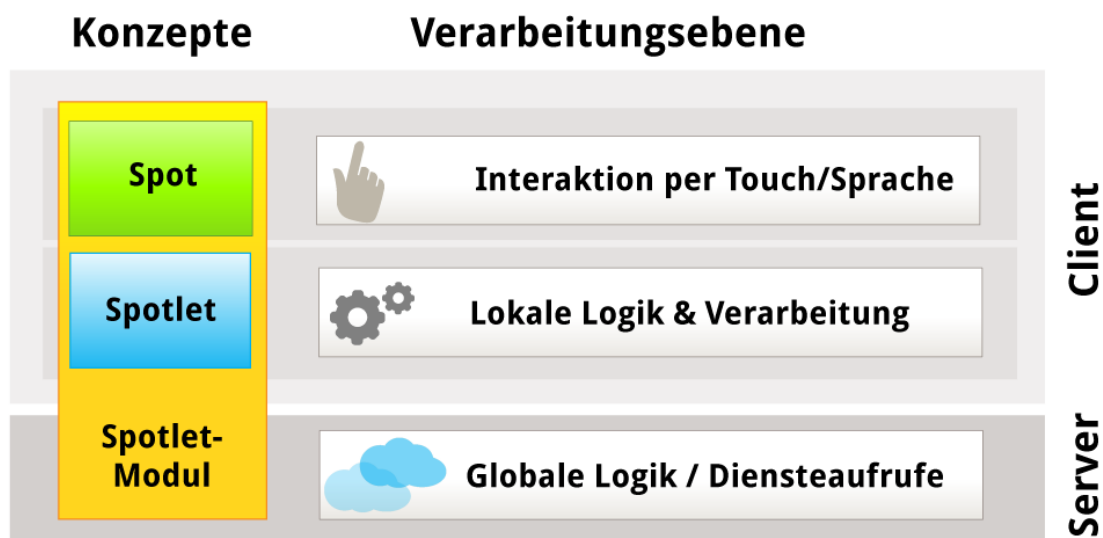 Konzepte
Verarbeitungsebene
Spot
Interaktion per Touch/Sprache
Spotlet
Lokale Logik & Verarbeitung
Client
Spotlet-
Modul
Globale Logik / Diensteaufrufe
Server